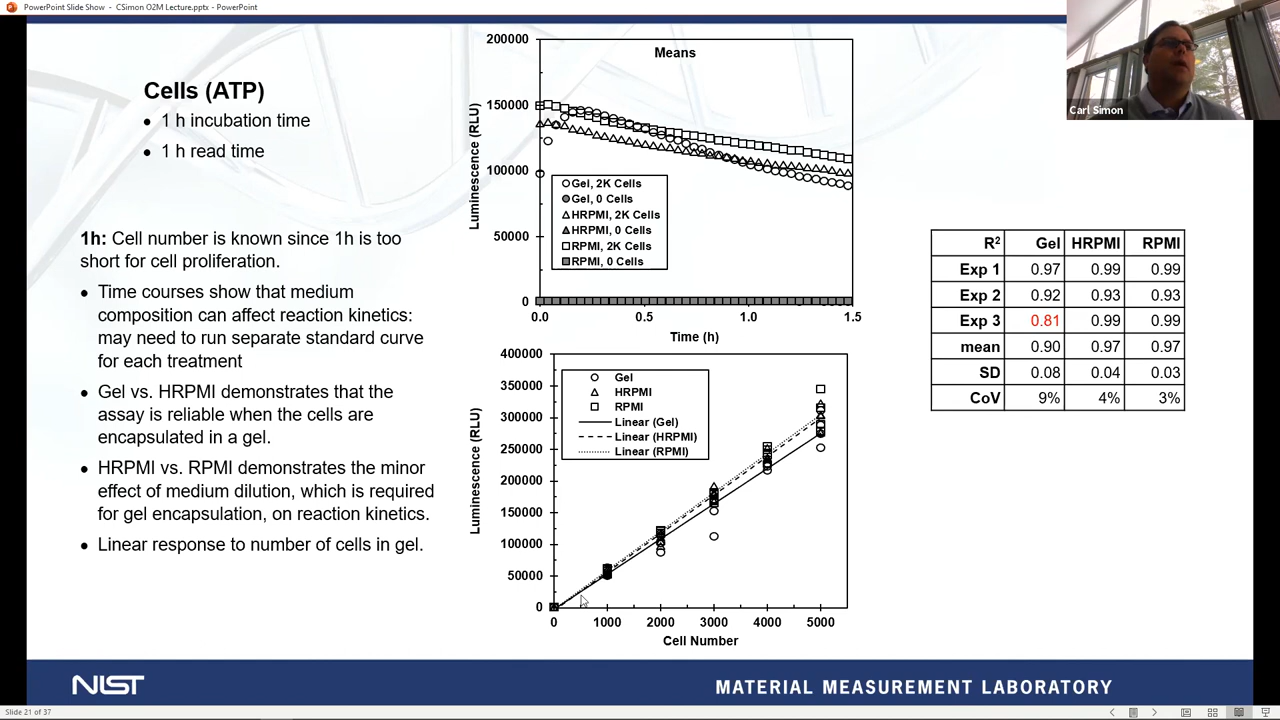 PowerPoint Slide Show - CSimon O2M Lecture.pptx - PowerPoint
Carl Simon
Cells (ATP)
• 1 h incubation time
• 1 h read time
1h: Cell number is known since 1h is too
short for cell proliferation.
• Time courses show that medium
composition can affect reaction kinetics:
may need to run separate standard curve
for each treatment
• Gel vs. HRPMI demonstrates that the
assay is reliable when the cells are
encapsulated in a gel.
• HRPMI vs. RPMI demonstrates the minor
effect of medium dilution, which is required
for gel encapsulation, on reaction kinetics.
• Linear response to number of cells in gel.
Means
Luminescence (RLU)
200000
150000
100000
50000
0
Gel, 2K Cells
Gel, 0 Cells
HRPMI, 2K Cells
HRPMI, 0 Cells
RPMI, 2K Cells
RPMI, 0 Cells
0.0 0.5 1.0 1.5
Time (h)
Luminescence (RLU)
400000
350000
300000
250000
200000
150000
100000
50000
0
Gel
HRPMI
RPMI
Linear (Gel)
Linear (HRPMI)
Linear (RPMI)
0 1000 2000 3000 4000 5000
Cell Number
R² Gel HRPMI RPMI
Exp 1 0.97 0.99 0.99
Exp 2 0.92 0.93 0.93
Exp 3 0.81 0.99 0.99
mean 0.90 0.97 0.97
SD 0.08 0.04 0.03
CoV 9% 4% 3%
NIST
MATERIAL MEASUREMENT LABORATORY
Slide 21 of 37